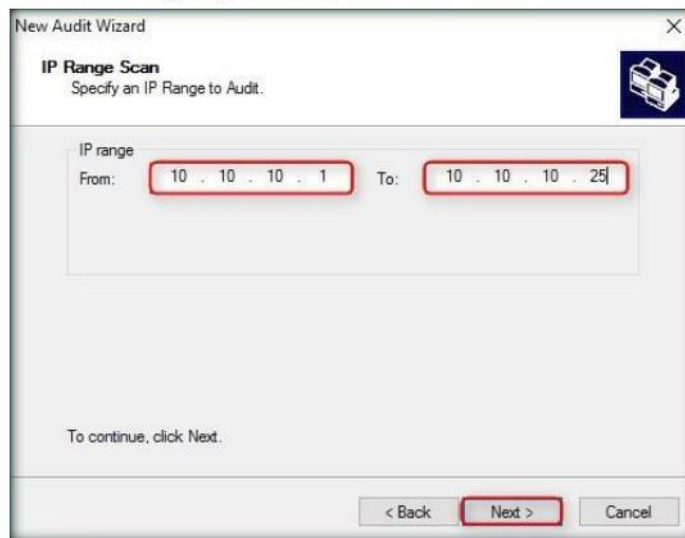 New Audit Wizard
IP Range Scan
Specify an IP Range to Audit.
IP range
From: 10 . 10 . 10 . 1 To: 10 . 10 . 10 . 25
To continue, click Next.
< Back Next > Cancel